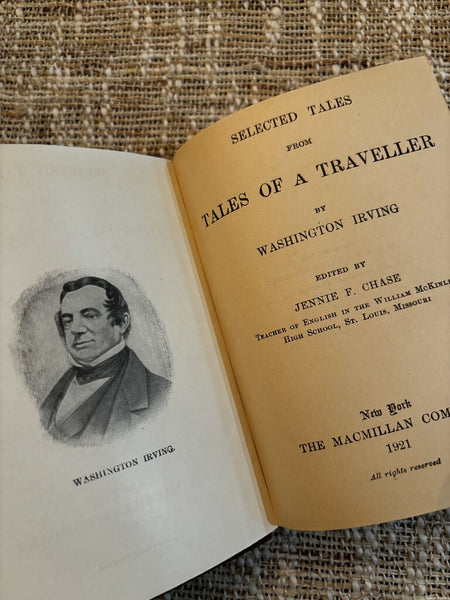 WASHINGTON IRVING.
SELECTED TALES
FROM
TALES OF A TRAVELLER
BY
WASHINGTON IRVING
EDITED BY
JENNIE F. CHASE
TEACHER OF ENGLISH IN THE WILLIAM MCKINL
HIGH SCHOOL, ST. LOUIS, MISSOURI
New York
THE MACMILLAN COM
1921
All rights reserved